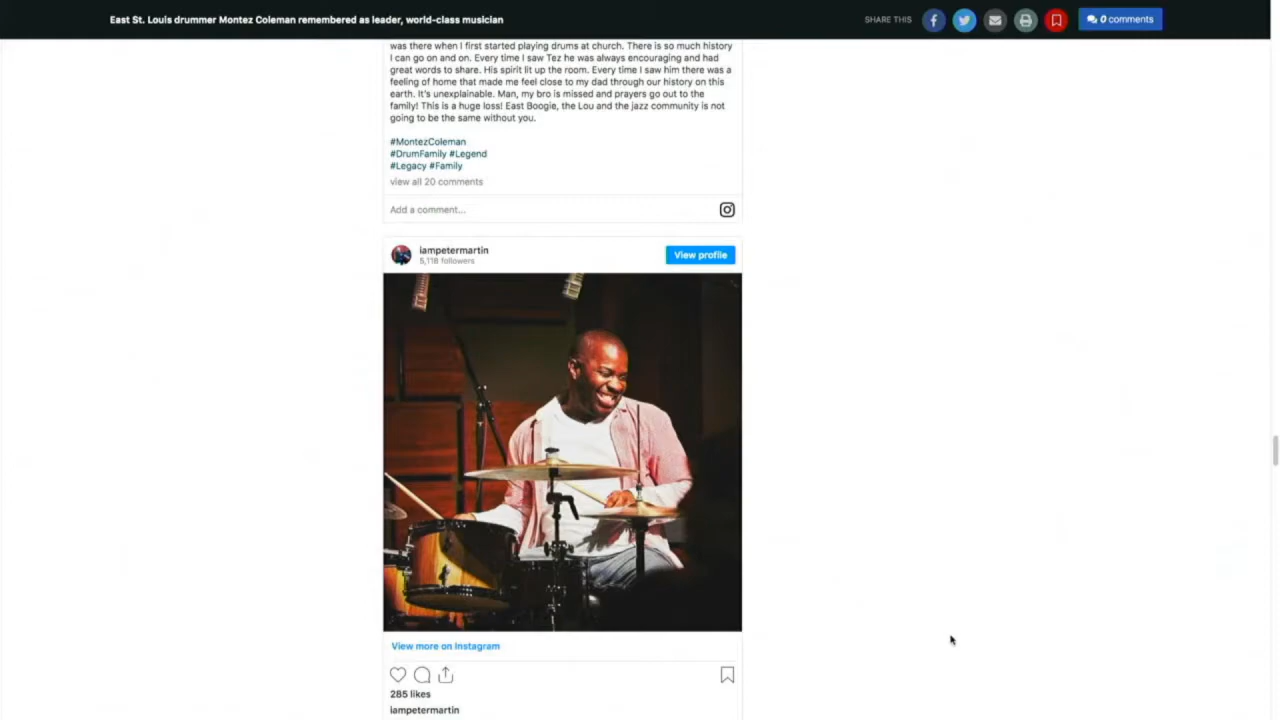 East St. Louis drummer Montez Coleman remembered as leader, world-class musician
SHARE THIS
0 comments
was there when I first started playing drums at church. There is so much history
I can go on and on. Every time I saw Tez he was always encouraging and had
great words to share. His spirit lit up the room. Every time I saw him there was a
feeling of home that made me feel close to my dad through our history on this
earth. It's unexplainable. Man, my bro is missed and prayers go out to the
family! This is a huge loss! East Boogie, the Lou and the jazz community is not
going to be the same without you.
#MontezColeman
#DrumFamily #Legend
#Legacy #Family
view all 20 comments
Add a comment...
iampetermartin
5,118 followers
View profile
View more on Instagram
285 likes
iampetermartin